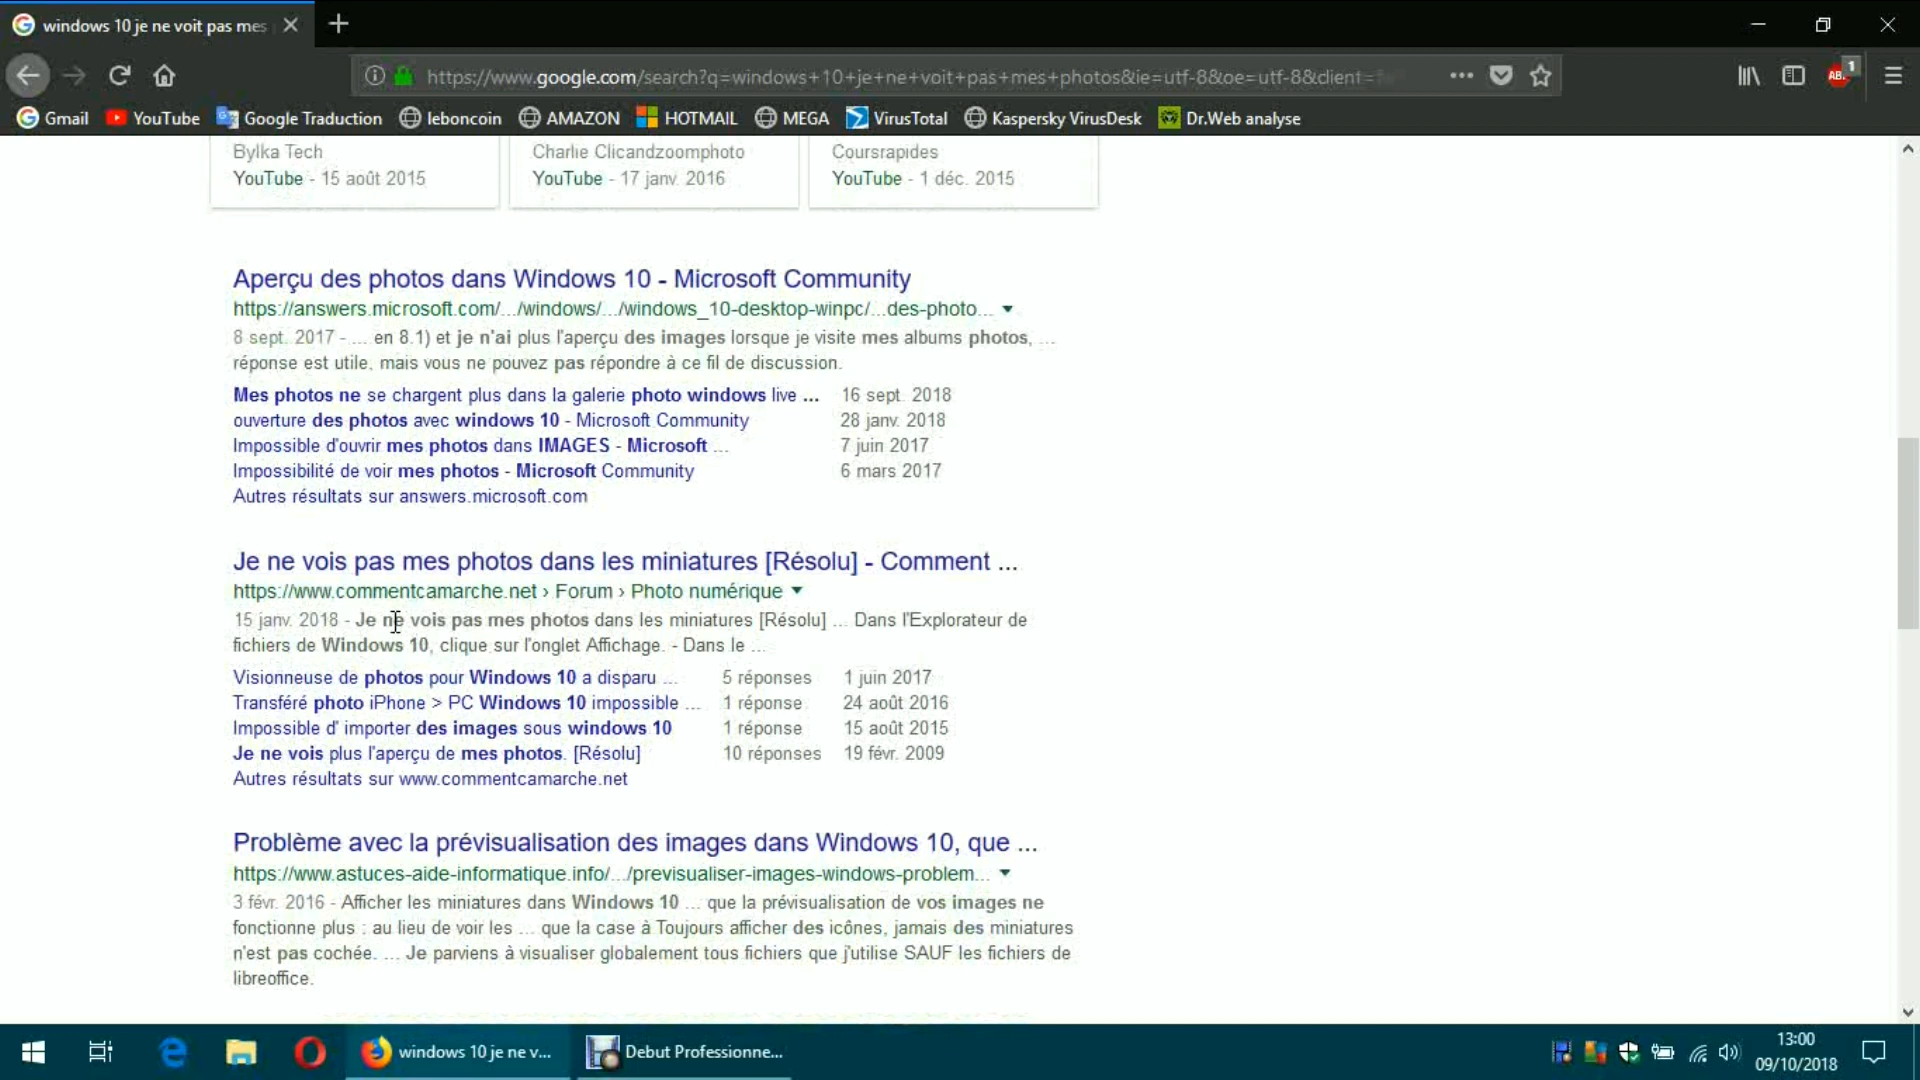 windows 10 je ne voit pas mes
https://www.google.com/search?q=windows+10+je+ne+voit+pas+mes+photos&ie=utf-8&oe=utf-8&client=
ABP 1
Gmail YouTube Google Traduction leboncoin AMAZON HOTMAIL MEGA VirusTotal Kaspersky VirusDesk Dr.Web analyse
Bylka Tech
YouTube - 15 août 2015
Charlie Clicandzoomphoto
YouTube - 17 janv. 2016
Coursrapides
YouTube - 1 déc. 2015
Aperçu des photos dans Windows 10 - Microsoft Community
https://answers.microsoft.com/.../windows/.../windows_10-desktop-winpc/...des-photo...
8 sept. 2017 - ... en 8.1) et je n'ai plus l'aperçu des images lorsque je visite mes albums photos, ...
réponse est utile, mais vous ne pouvez pas répondre à ce fil de discussion.
Mes photos ne se chargent plus dans la galerie photo windows live ... 16 sept. 2018
ouverture des photos avec windows 10 - Microsoft Community 28 janv. 2018
Impossible d'ouvrir mes photos dans IMAGES - Microsoft ... 7 juin 2017
Impossibilité de voir mes photos - Microsoft Community 6 mars 2017
Autres résultats sur answers.microsoft.com
Je ne vois pas mes photos dans les miniatures [Résolu] - Comment ...
https://www.commentcamarche.net › Forum › Photo numérique
15 janv. 2018 - Je ne vois pas mes photos dans les miniatures [Résolu] ... Dans l'Explorateur de
fichiers de Windows 10, clique sur l'onglet Affichage. - Dans le ...
Visionneuse de photos pour Windows 10 a disparu ... 5 réponses 1 juin 2017
Transféré photo iPhone > PC Windows 10 impossible ... 1 réponse 24 août 2016
Impossible d' importer des images sous windows 10 1 réponse 15 août 2015
Je ne vois plus l'aperçu de mes photos. [Résolu] 10 réponses 19 févr. 2009
Autres résultats sur www.commentcamarche.net
Problème avec la prévisualisation des images dans Windows 10, que ...
https://www.astuces-aide-informatique.info/.../previsualiser-images-windows-problem...
3 févr. 2016 - Afficher les miniatures dans Windows 10 ... que la prévisualisation de vos images ne
fonctionne plus : au lieu de voir les ... que la case à Toujours afficher des icônes, jamais des miniatures
n'est pas cochée. ... Je parviens à visualiser globalement tous fichiers que j'utilise SAUF les fichiers de
libreoffice.
windows 10 je ne v... Debut Professionne...
13:00
09/10/2018